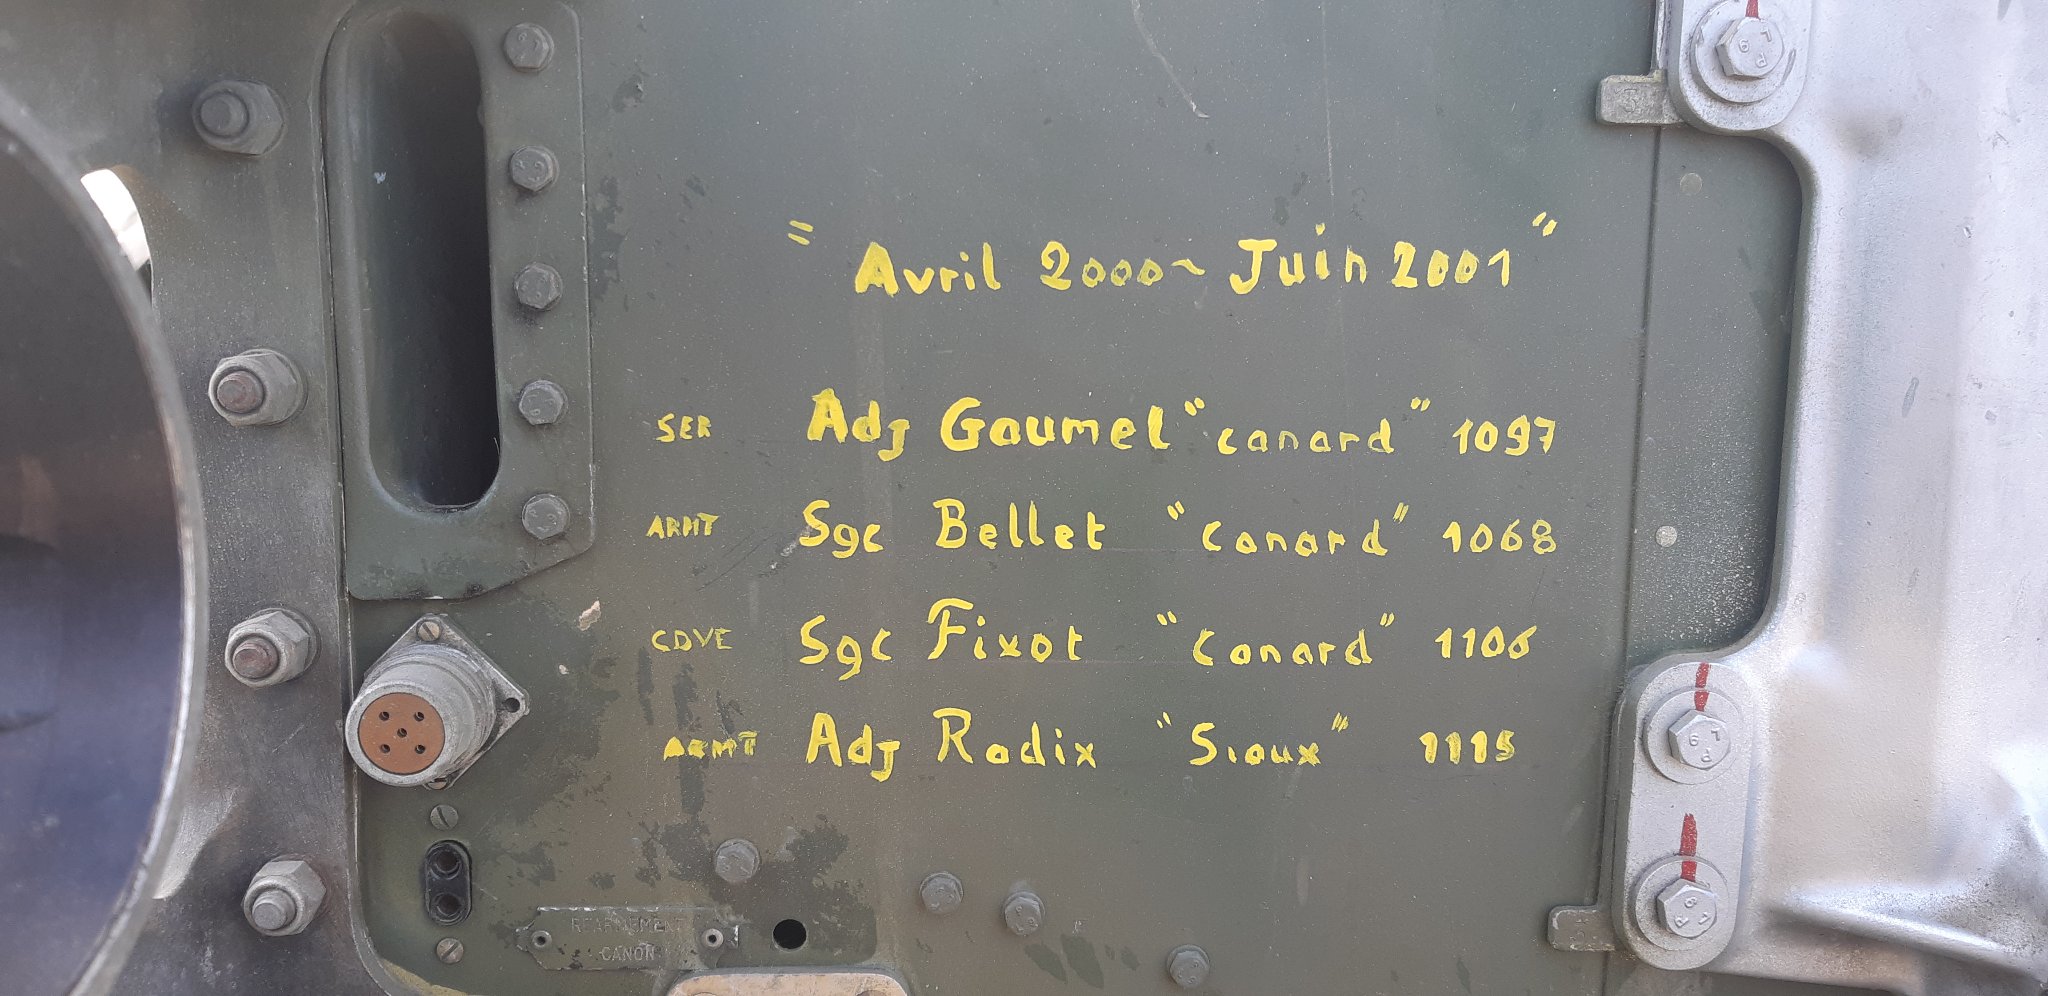 " Avril 2000 ~ Juin 2001 "
SER Adj Gaumel "canard" 1097
ARMT Sgc Bellet "canard" 1068
CDVE Sgc Fixot "canard" 1106
ARMT Adj Radix "Sioux" 1115
REARMEMENT
CANON